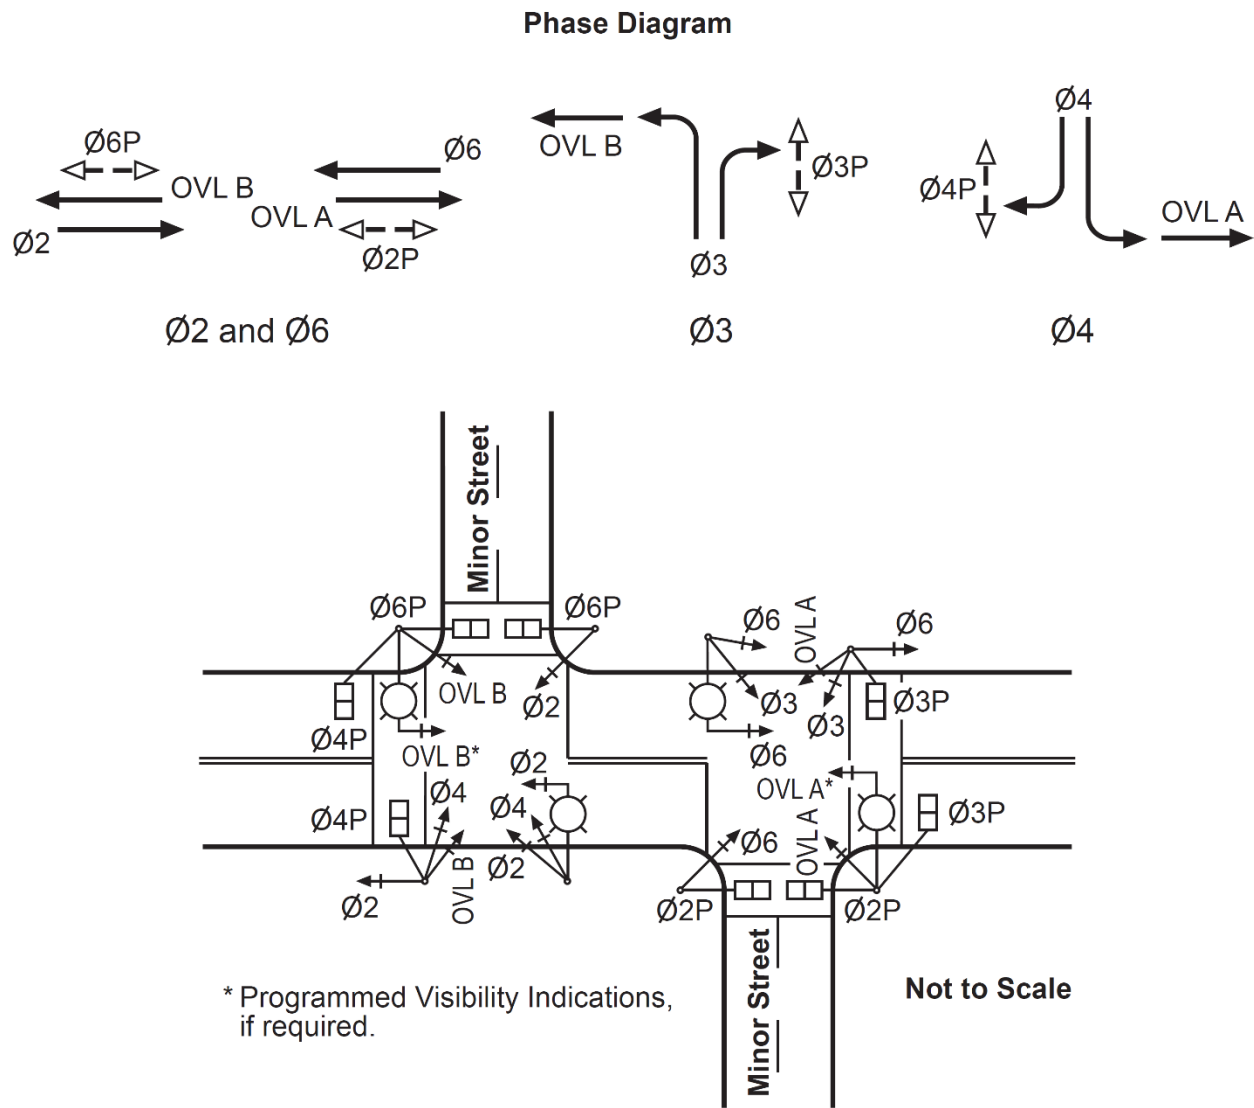 Phase Diagram
Ø6P
OVL B
Ø2
Ø6
OVL A
Ø2P
OVL B
Ø3P
Ø3
Ø4
Ø4P
OVL A
Ø2 and Ø6
Ø3
Ø4
Minor Street
Ø6P
Ø6P
OVL B
Ø2
Ø4P
OVL B*
Ø6
OVL A
Ø6
Ø3
Ø3
Ø3P
Ø6
Ø2
Ø4
Ø4
Ø4P
Ø2
OVL B
Ø2
OVL A*
OVL A
Ø6
Ø3P
Ø2P
Ø2P
Minor Street
* Programmed Visibility Indications,
if required.
Not to Scale